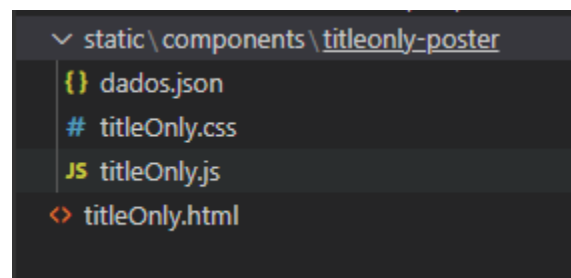 static\components\titleonly-poster
{} dados.json
# titleOnly.css
JS titleOnly.js
<> titleOnly.html